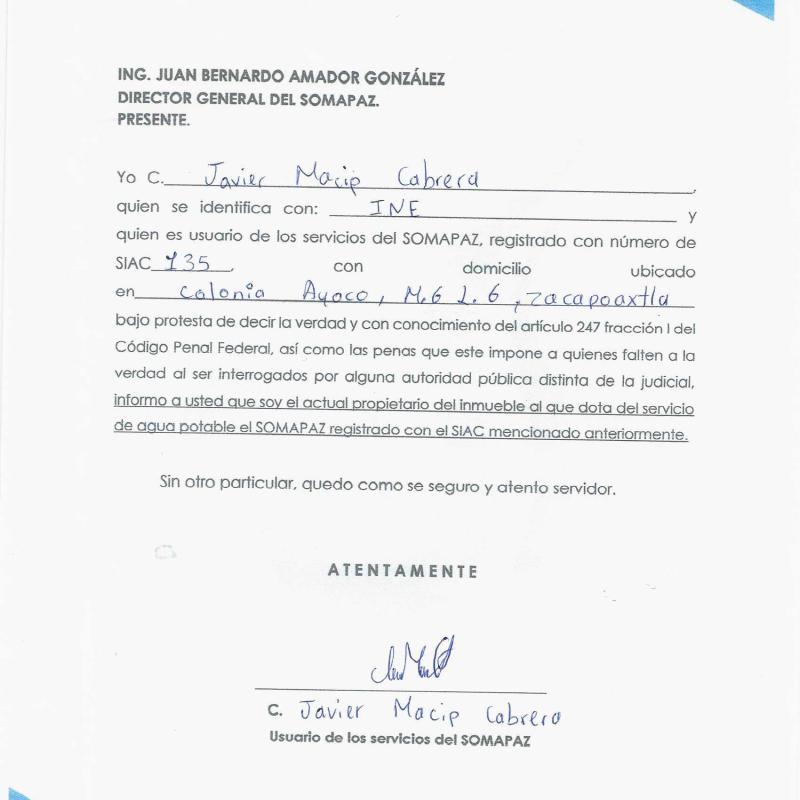 ING. JUAN BERNARDO AMADOR GONZÁLEZ
DIRECTOR GENERAL DEL SOMAPAZ.
PRESENTE.
Yo C. Javier Macip Cabrera,
quien se identifica con: INE y
quien es usuario de los servicios del SOMAPAZ, registrado con número de
SIAC 135, con domicilio ubicado
en Colonia Ayoco, M.6 L.6, Zacapoaxtla
bajo protesta de decir la verdad y con conocimiento del artículo 247 fracción I del
Código Penal Federal, así como las penas que este impone a quienes falten a la
verdad al ser interrogados por alguna autoridad pública distinta de la judicial,
informo a usted que soy el actual propietario del inmueble al que dota del servicio
de agua potable el SOMAPAZ registrado con el SIAC mencionado anteriormente.
Sin otro particular, quedo como se seguro y atento servidor.
ATENTAMENTE
C. Javier Macip Cabrera
Usuario de los servicios del SOMAPAZ